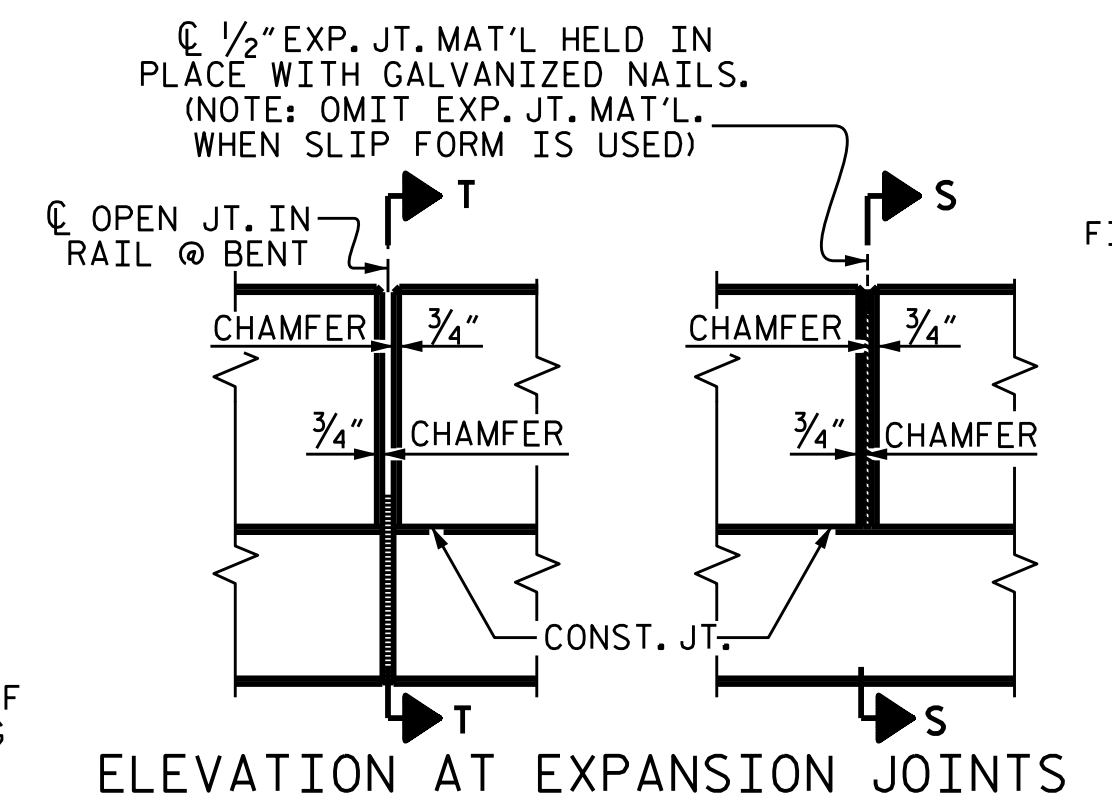 ℄ 1/2" EXP. JT. MAT'L HELD IN
PLACE WITH GALVANIZED NAILS.
(NOTE: OMIT EXP. JT. MAT'L.
WHEN SLIP FORM IS USED)
T
S
℄ OPEN JT. IN
RAIL @ BENT
FI
CHAMFER
3/4"
CHAMFER
3/4"
3/4"
CHAMFER
3/4"
CHAMFER
CONST. JT.
F
T
S
ELEVATION AT EXPANSION JOINTS